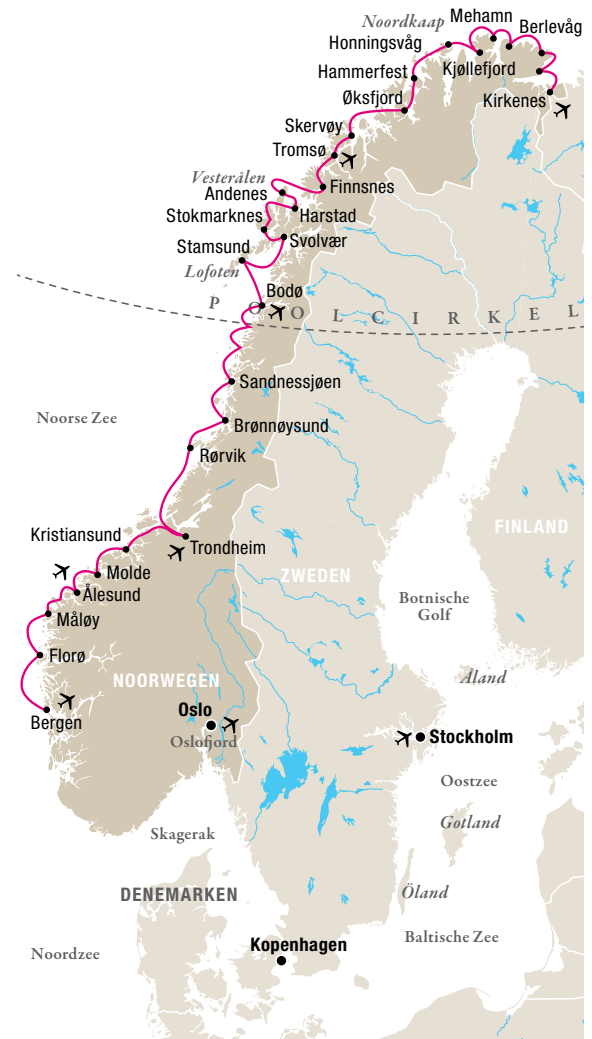 Mehamn
Noordkaap
Berlevåg
Honningsvåg
Kjøllefjord
Hammerfest
Øksfjord
Kirkenes
Skervøy
Tromsø
Vesterålen
Finnsnes
Andenes
Stokmarknes
Harstad
Svolvær
Stamsund
Lofoten
Bodø
POOLCIRKEL
Sandnessjøen
Noorse Zee
Brønnøysund
Rørvik
Kristiansund
Trondheim
FINLAND
Molde
ZWEDEN
Ålesund
Botnische
Golf
Måløy
Florø
NOORWEGEN
Åland
Oslo
Bergen
Oslofjord
Stockholm
Oostzee
Gotland
Skagerak
DENEMARKEN
Öland
Baltische Zee
Kopenhagen
Noordzee